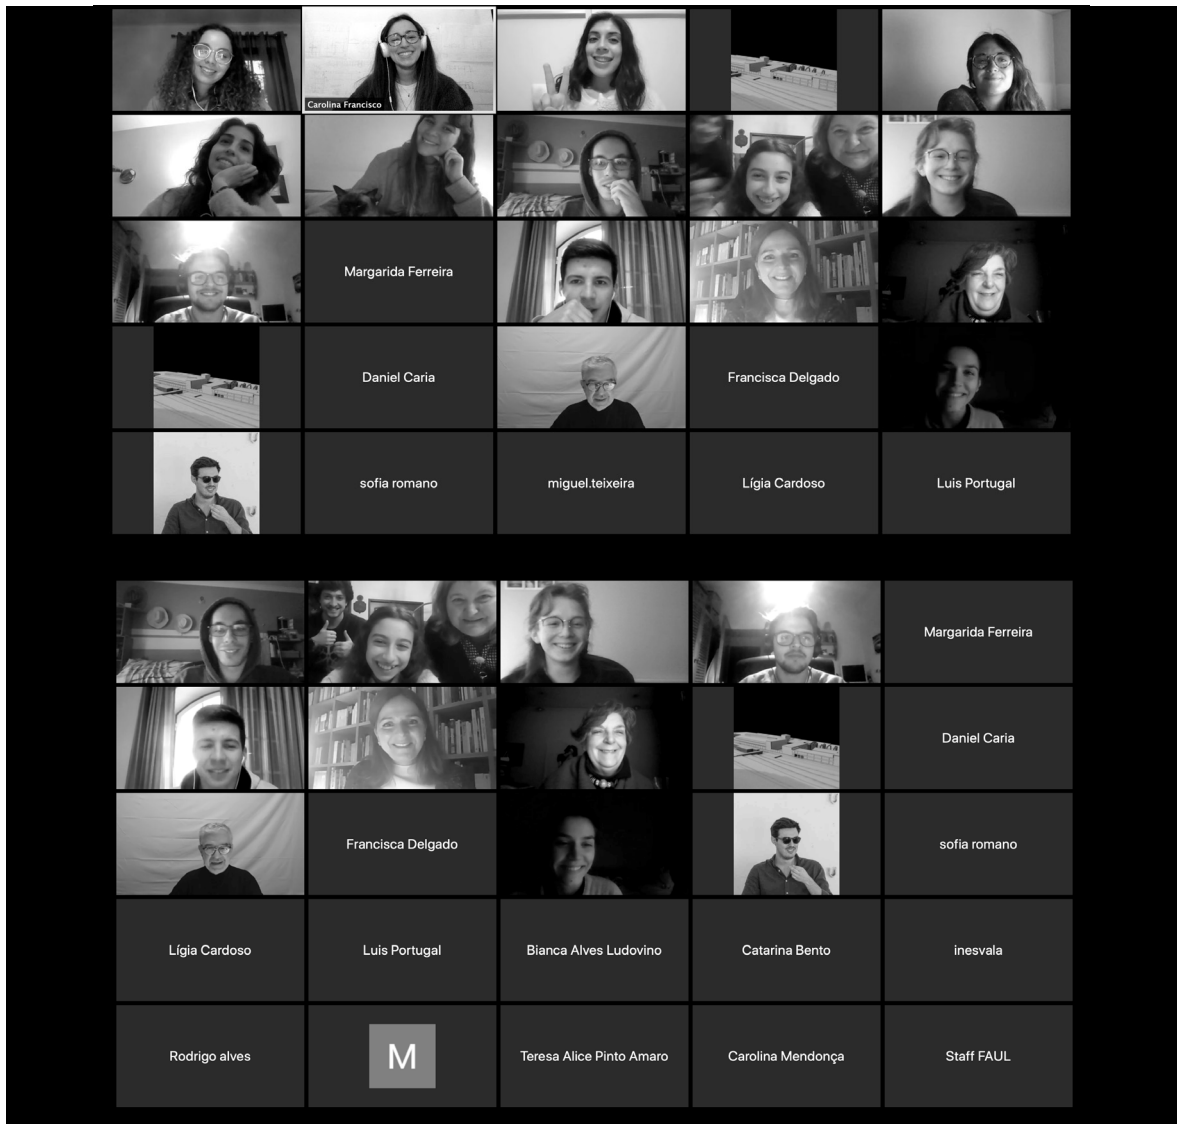 Carolina Francisco
Margarida Ferreira
Daniel Caria
Francisca Delgado
sofia romano
miguel.teixeira
Lígia Cardoso
Luis Portugal
Margarida Ferreira
Daniel Caria
Francisca Delgado
sofia romano
Lígia Cardoso
Luis Portugal
Bianca Alves Ludovino
Catarina Bento
inesvala
Rodrigo alves
M
Teresa Alice Pinto Amaro
Carolina Mendonça
Staff FAUL